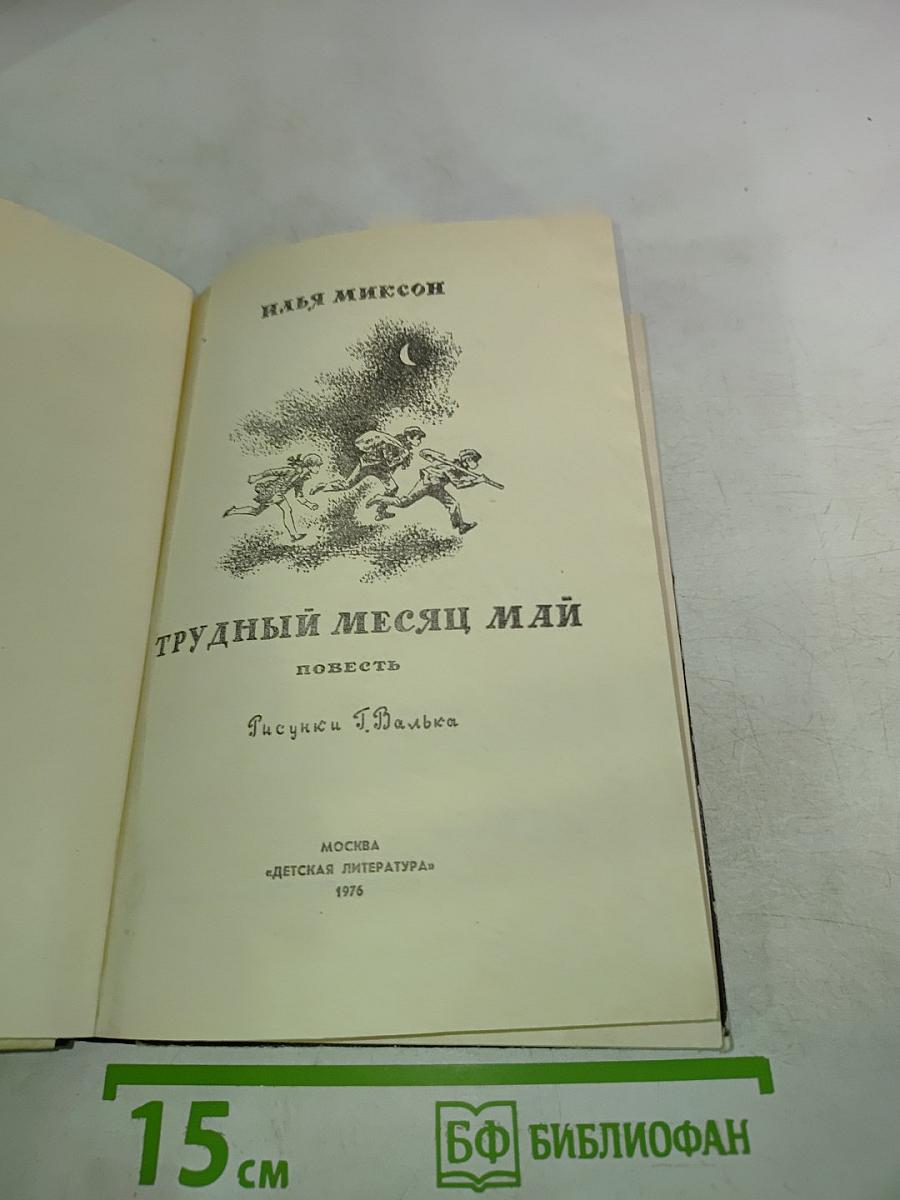 ИЛЬЯ МИКСОН
ТРУДНЫЙ МЕСЯЦ МАЙ
ПОВЕСТЬ
Рисунки Г. Валька
МОСКВА
«ДЕТСКАЯ ЛИТЕРАТУРА»
1976
15 см
БФ БИБЛИОФАН